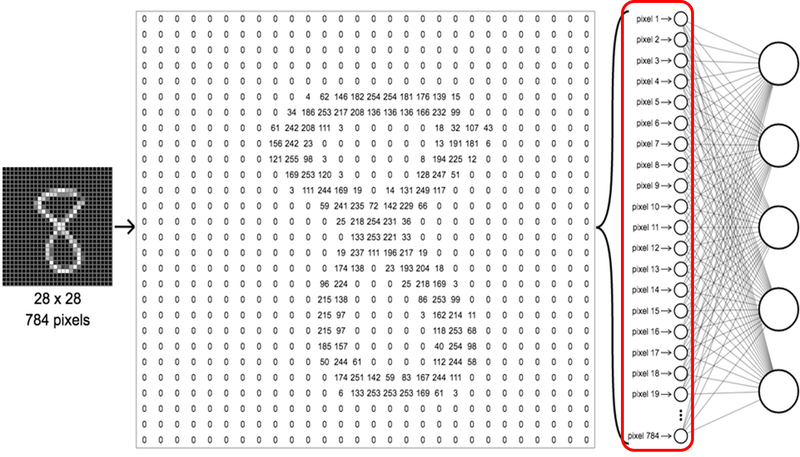 0 0 0 0 0 0 0 0 0 0 0 0 0 0 0 0 0 0 0 0 0 0 0 0 0 0 0 0
0 0 0 0 0 0 0 0 0 0 0 0 0 0 0 0 0 0 0 0 0 0 0 0 0 0 0 0
0 0 0 0 0 0 0 0 0 0 0 0 0 0 0 0 0 0 0 0 0 0 0 0 0 0 0 0
0 0 0 0 0 0 0 0 0 0 0 0 0 0 0 0 0 0 0 0 0 0 0 0 0 0 0 0
0 0 0 0 0 0 0 0 0 0 0 0 0 0 0 0 0 0 0 0 0 0 0 0 0 0 0 0
0 0 0 0 0 0 0 0 0 0 4 62 146 182 254 254 181 176 139 15 0 0 0 0 0 0 0 0
0 0 0 0 0 0 0 0 0 34 186 253 217 208 136 136 136 166 232 99 0 0 0 0 0 0 0 0
0 0 0 0 0 0 0 0 61 242 208 111 3 0 0 0 0 0 18 32 107 43 0 0 0 0 0 0
0 0 0 0 0 0 0 0 156 242 23 0 0 0 0 0 0 0 13 191 181 6 0 0 0 0 0 0
0 0 0 0 0 0 0 0 121 255 98 3 0 0 0 0 0 8 194 225 12 0 0 0 0 0 0 0
0 0 0 0 0 0 0 0 0 169 253 120 3 0 0 0 0 128 247 51 0 0 0 0 0 0 0 0
0 0 0 0 0 0 0 0 0 3 111 244 169 19 0 14 131 249 117 0 0 0 0 0 0 0 0 0
0 0 0 0 0 0 0 0 0 0 0 59 241 235 72 142 229 66 0 0 0 0 0 0 0 0 0 0
0 0 0 0 0 0 0 0 0 0 0 0 25 218 254 231 36 0 0 0 0 0 0 0 0 0 0 0
0 0 0 0 0 0 0 0 0 0 0 0 0 133 253 221 33 0 0 0 0 0 0 0 0 0 0 0
0 0 0 0 0 0 0 0 0 0 0 0 19 237 111 196 217 19 0 0 0 0 0 0 0 0 0 0
0 0 0 0 0 0 0 0 0 0 0 0 174 138 0 23 193 204 18 0 0 0 0 0 0 0 0 0
0 0 0 0 0 0 0 0 0 0 0 96 224 0 0 0 25 218 169 3 0 0 0 0 0 0 0 0
0 0 0 0 0 0 0 0 0 0 0 215 138 0 0 0 0 86 253 99 0 0 0 0 0 0 0 0
0 0 0 0 0 0 0 0 0 0 0 215 97 0 0 0 0 3 162 214 11 0 0 0 0 0 0 0
0 0 0 0 0 0 0 0 0 0 0 215 97 0 0 0 0 0 118 253 68 0 0 0 0 0 0 0
0 0 0 0 0 0 0 0 0 0 0 185 157 0 0 0 0 0 40 254 98 0 0 0 0 0 0 0
0 0 0 0 0 0 0 0 0 0 0 50 244 61 0 0 0 0 112 244 58 0 0 0 0 0 0 0
0 0 0 0 0 0 0 0 0 0 0 0 174 251 142 59 83 167 244 111 0 0 0 0 0 0 0 0
0 0 0 0 0 0 0 0 0 0 0 0 6 133 253 253 253 169 61 3 0 0 0 0 0 0 0 0
0 0 0 0 0 0 0 0 0 0 0 0 0 0 0 0 0 0 0 0 0 0 0 0 0 0 0 0
0 0 0 0 0 0 0 0 0 0 0 0 0 0 0 0 0 0 0 0 0 0 0 0 0 0 0 0
0 0 0 0 0 0 0 0 0 0 0 0 0 0 0 0 0 0 0 0 0 0 0 0 0 0 0 0
28 x 28
784 pixels
pixel 1
pixel 2
pixel 3
pixel 4
pixel 5
pixel 6
pixel 7
pixel 8
pixel 9
pixel 10
pixel 11
pixel 12
pixel 13
pixel 14
pixel 15
pixel 16
pixel 17
pixel 18
pixel 19
pixel 784